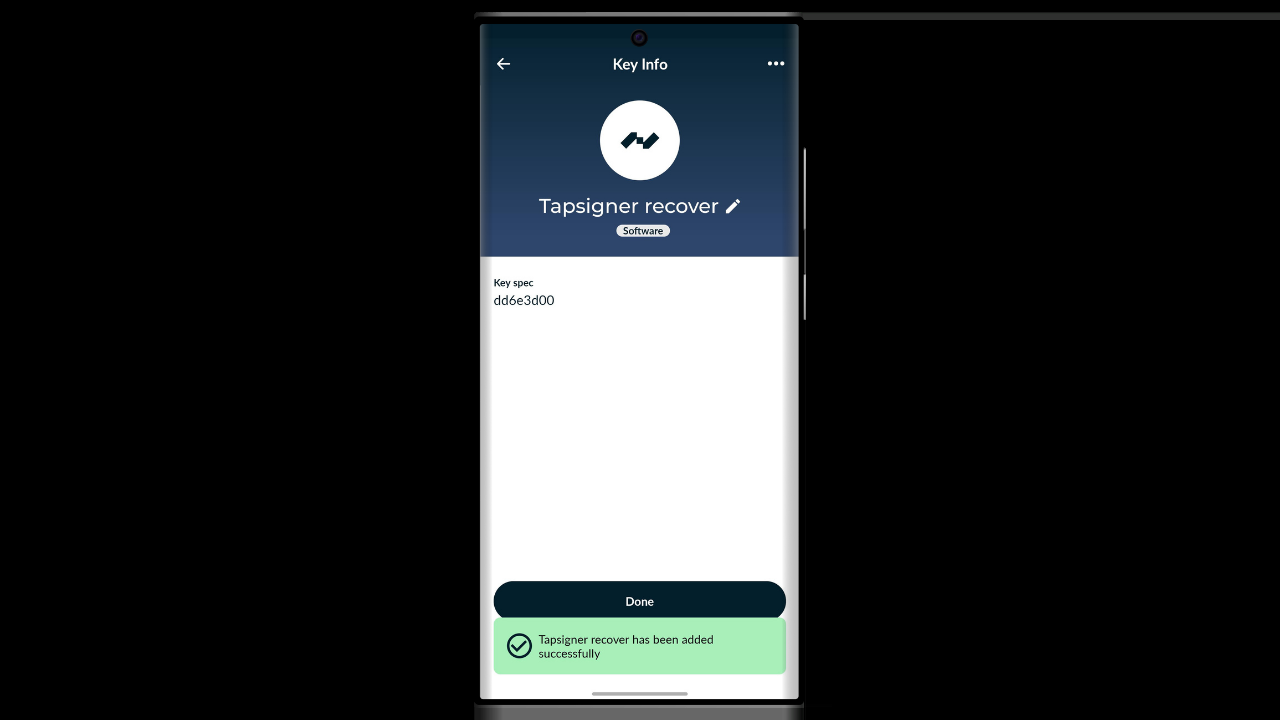 Key Info
Tapsigner recover
Software
Key spec
dd6e3d00
Done
Tapsigner recover has been added
successfully